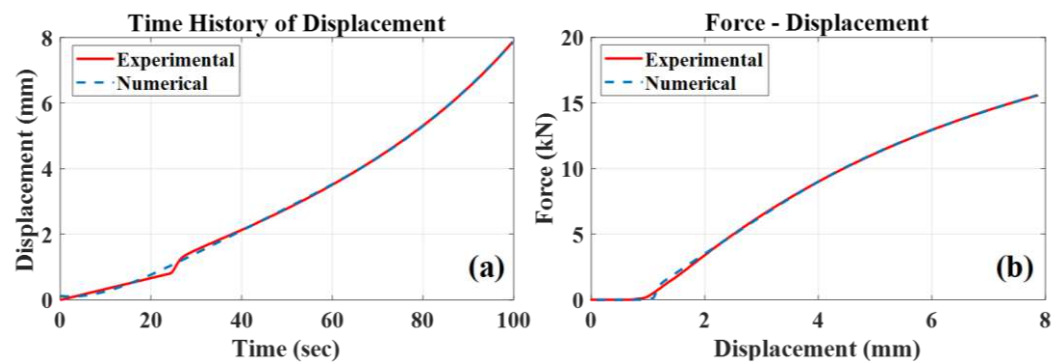 Time History of Displacement
8
6
4
2
0
Displacement (mm)
Experimental
Numerical
(a)
0 20 40 60 80 100
Time (sec)
Force - Displacement
20
15
10
5
0
Force (kN)
Experimental
Numerical
(b)
0 2 4 6 8
Displacement (mm)